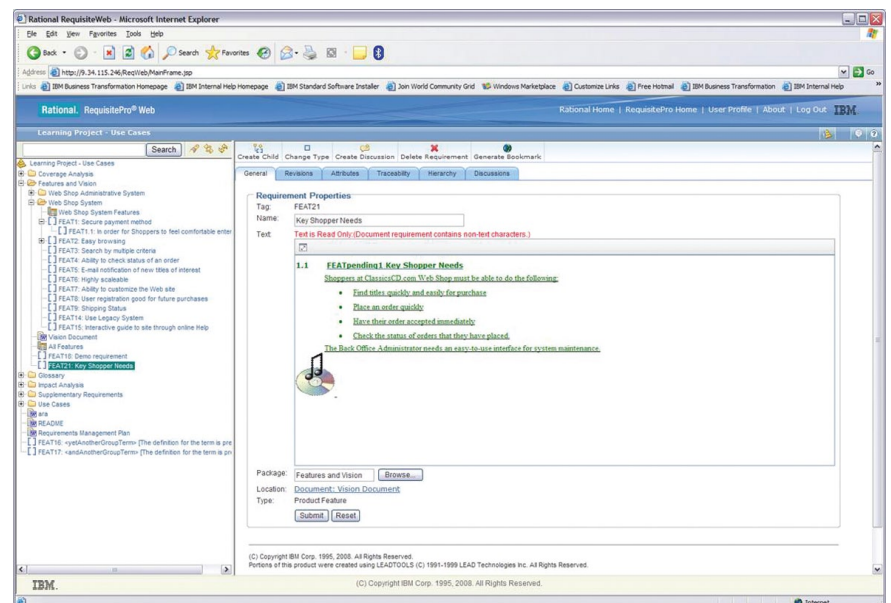 Rational RequisiteWeb - Microsoft Internet Explorer
File Edit View Favorites Tools Help
Back Search Favorites
Address http://9.34.115.246/ReqWeb/MainFrame.jsp Go
Links IBM Business Transformation Homepage IBM Internal Help Homepage IBM Standard Software Installer Join World Community Grid Windows Marketplace Customize Links Free Hotmail IBM Business Transformation IBM Internal Help »
Rational. RequisitePro® Web Rational Home | RequisitePro Home | User Profile | About | Log Out IBM
Learning Project - Use Cases
Search
Create Child Change Type Create Discussion Delete Requirement Generate Bookmark
Learning Project - Use Cases
Coverage Analysis
Features and Vision
Web Shop Administrative System
Web Shop System
Web Shop System Features
FEAT1: Secure payment method
FEAT1.1: In order for Shoppers to feel comfortable enter
FEAT2: Easy browsing
FEAT3: Search by multiple criteria
FEAT4: Ability to check status of an order
FEAT5: E-mail notification of new titles of interest
FEAT6: Highly scaleable
FEAT7: Ability to customize the Web site
FEAT8: User registration good for future purchases
FEAT9: Shipping Status
FEAT14: Use Legacy System
FEAT15: Interactive guide to site through online Help
Vision Document
All Features
FEAT10: Demo requirement
FEAT21: Key Shopper Needs
Glossary
Impact Analysis
Supplementary Requirements
Use Cases
ara
README
Requirements Management Plan
FEAT16: <yetAnotherGroupTerm> [The definition for the term is pre
FEAT17: <andAnotherGroupTerm> [The definition for the term is pr
General Revisions Attributes Traceability Hierarchy Discussions
Requirement Properties
Tag: FEAT21
Name: Key Shopper Needs
Text: Text is Read Only:(Document requirement contains non-text characters.)
1.1 FEATpending1 Key Shopper Needs
Shoppers at ClassicsCD.com Web Shop must be able to do the following:
• Find titles quickly and easily for purchase
• Place an order quickly
• Have their order accepted immediately
• Check the status of orders that they have placed.
The Back Office Administrator needs an easy-to-use interface for system maintenance.
Package: Features and Vision Browse...
Location: Document: Vision Document
Type: Product Feature
Submit Reset
(C) Copyright IBM Corp. 1995, 2008. All Rights Reserved.
Portions of this product were created using LEADTOOLS (C) 1991-1999 LEAD Technologies Inc. All Rights Reserved.
IBM. (C) Copyright IBM Corp. 1995, 2008. All Rights Reserved.
Internet